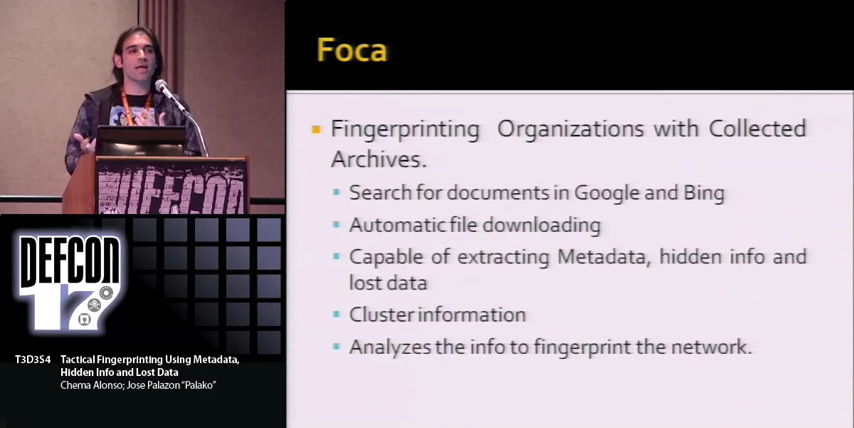 Foca
Fingerprinting Organizations with Collected
Archives.
Search for documents in Google and Bing
Automatic file downloading
Capable of extracting Metadata, hidden info and
lost data
Cluster information
Analyzes the info to fingerprint the network.
DEFCON
DEFCON
17
T3D3S4 Tactical Fingerprinting Using Metadata,
Hidden Info and Lost Data
Chema Alonso; Jose Palazon "Palako"